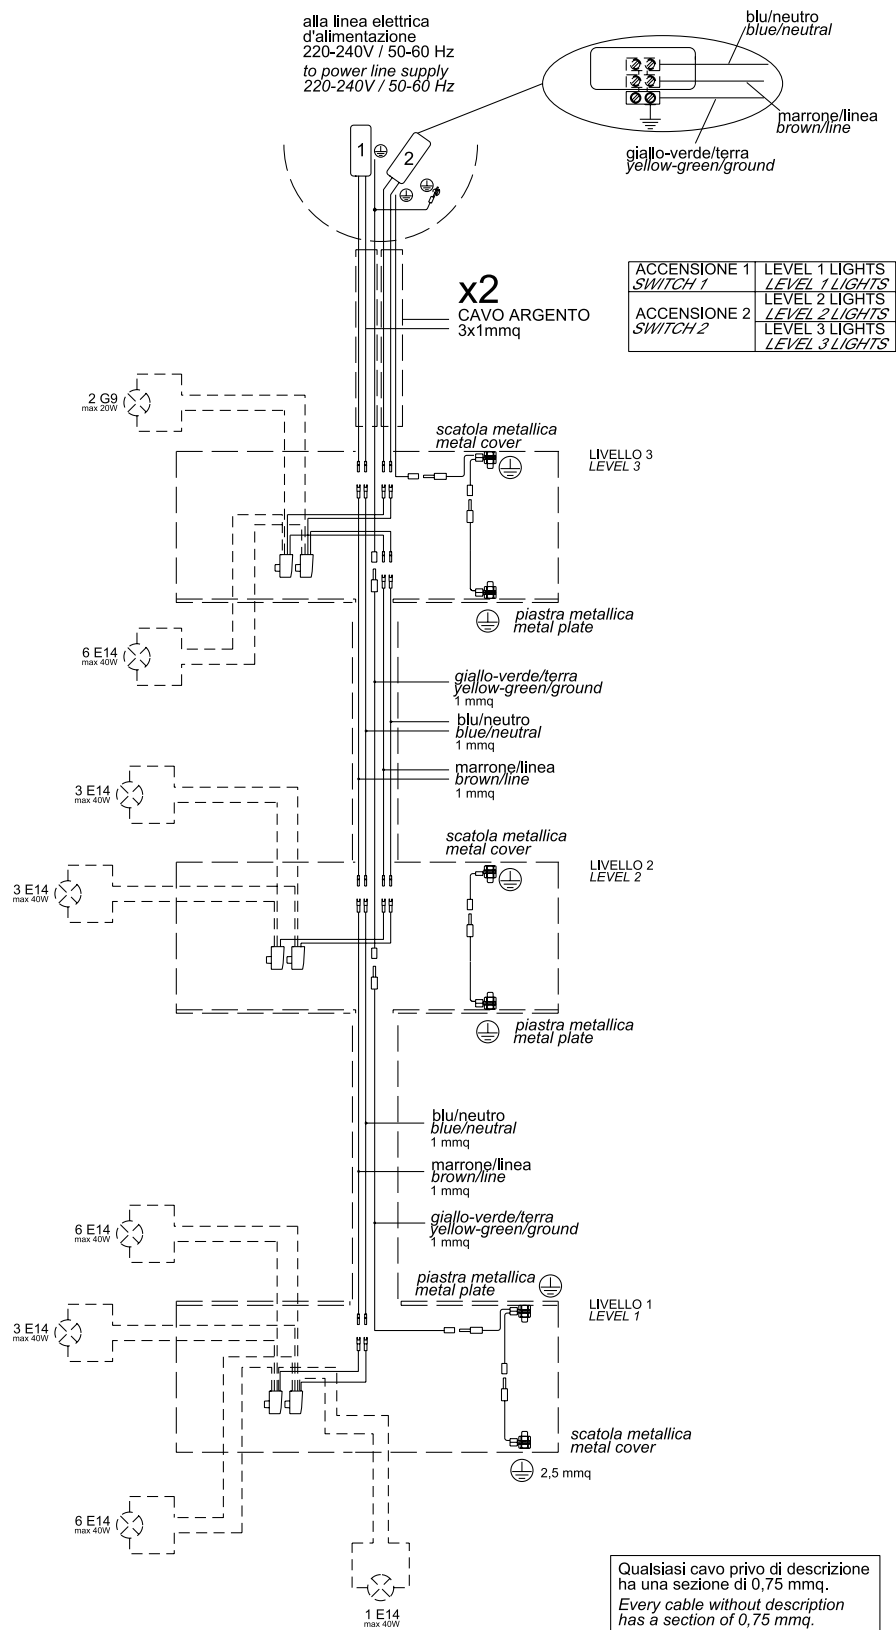 alla linea elettrica
d'alimentazione
220-240V / 50-60 Hz
to power line supply
220-240V / 50-60 Hz
blu/neutro
blue/neutral
marrone/linea
brown/line
giallo-verde/terra
yellow-green/ground
1
2
ACCENSIONE 1
SWITCH 1
LEVEL 1 LIGHTS
LEVEL 1 LIGHTS
ACCENSIONE 2
SWITCH 2
LEVEL 2 LIGHTS
LEVEL 2 LIGHTS
LEVEL 3 LIGHTS
LEVEL 3 LIGHTS
x2
CAVO ARGENTO
3x1mmq
2 G9
max 20W
scatola metallica
metal cover
LIVELLO 3
LEVEL 3
piastra metallica
metal plate
6 E14
max 40W
giallo-verde/terra
yellow-green/ground
1 mmq
blu/neutro
blue/neutral
1 mmq
marrone/linea
brown/line
1 mmq
3 E14
max 40W
scatola metallica
metal cover
LIVELLO 2
LEVEL 2
3 E14
max 40W
piastra metallica
metal plate
blu/neutro
blue/neutral
1 mmq
marrone/linea
brown/line
1 mmq
giallo-verde/terra
yellow-green/ground
1 mmq
6 E14
max 40W
piastra metallica
metal plate
LIVELLO 1
LEVEL 1
3 E14
max 40W
scatola metallica
metal cover
2,5 mmq
6 E14
max 40W
1 E14
max 40W
Qualsiasi cavo privo di descrizione
ha una sezione di 0,75 mmq.
Every cable without description
has a section of 0,75 mmq.